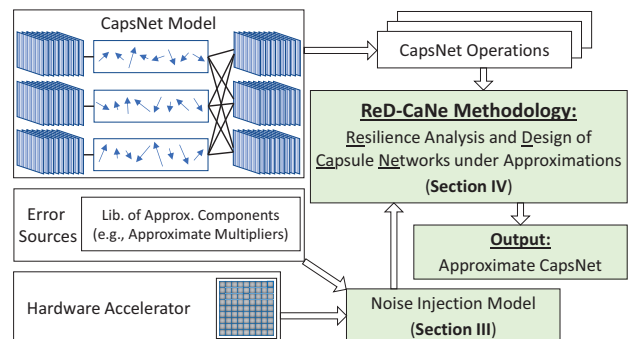 CapsNet Model
CapsNet Operations
ReD-CaNe Methodology:
Resilience Analysis and Design of
Capsule Networks under Approximations
(Section IV)
Error
Sources
Lib. of Approx. Components
(e.g., Approximate Multipliers)
Output:
Approximate CapsNet
Hardware Accelerator
Noise Injection Model
(Section III)